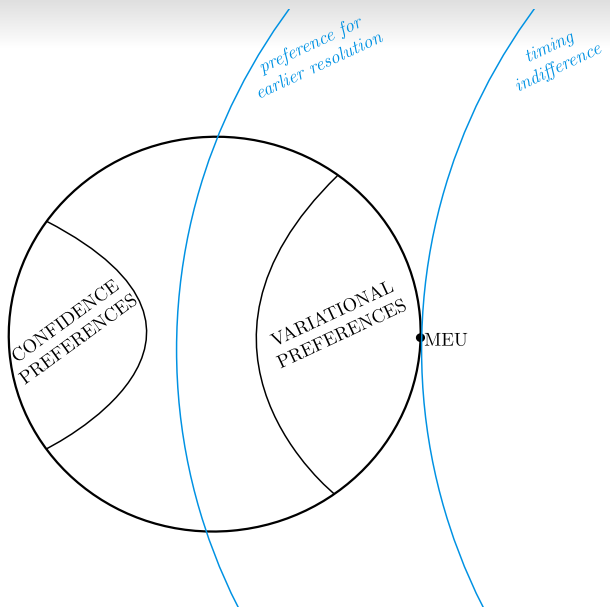 preference for
earlier resolution
timing
indifference
CONFIDENCE
PREFERENCES
VARIATIONAL
PREFERENCES
MEU